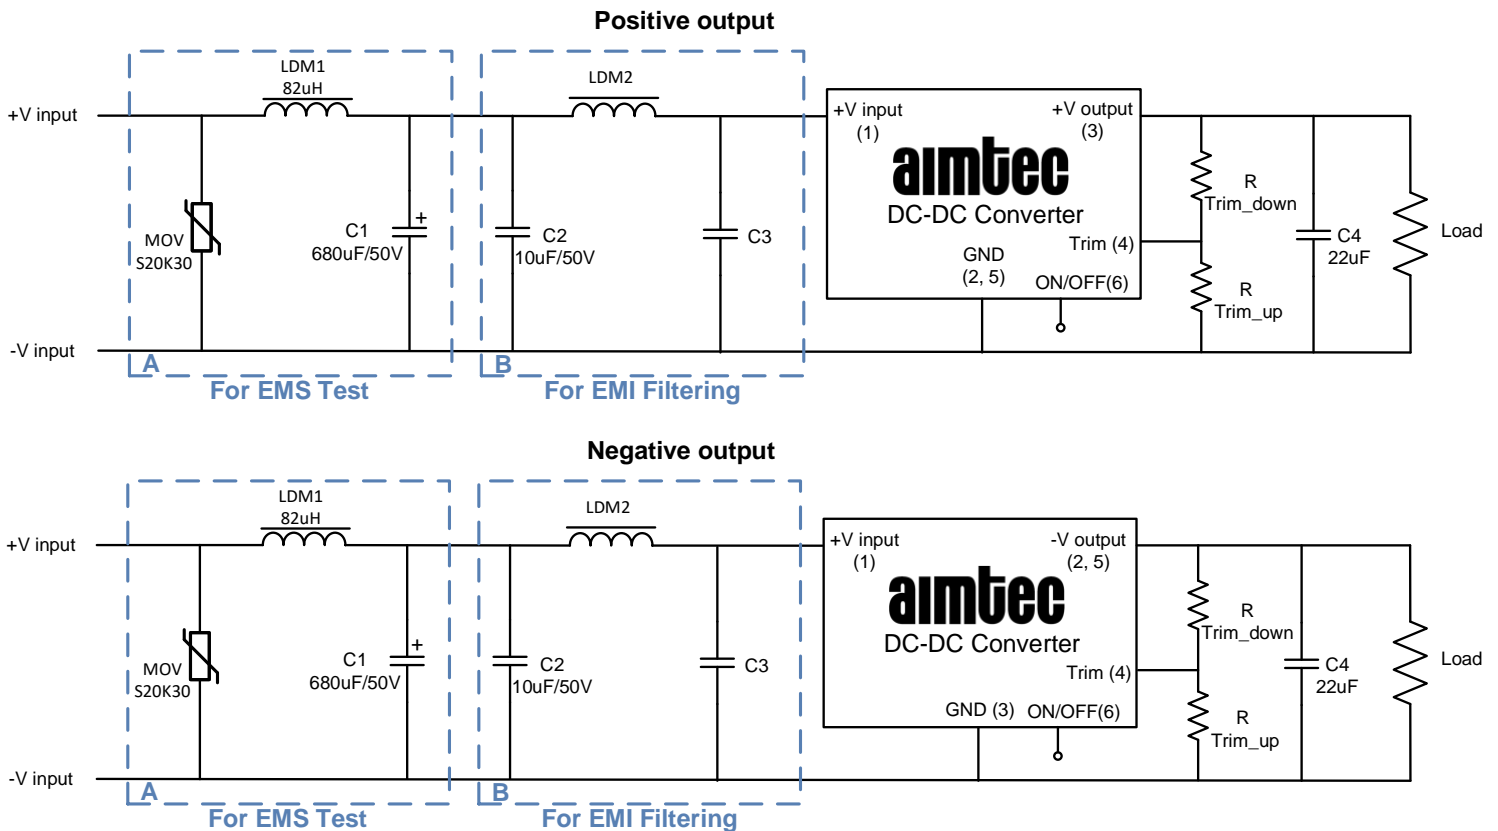 Positive output
LDM1
82uH
LDM2
+V input
+V input
(1)
+V output
(3)
aimtec
DC-DC Converter
R
Trim_down
MOV
S20K30
C1
680uF/50V
+
C2
10uF/50V
C3
GND
(2, 5)
Trim (4)
ON/OFF(6)
R
Trim_up
C4
22uF
Load
-V input
A
For EMS Test
B
For EMI Filtering
Negative output
LDM1
82uH
LDM2
+V input
+V input
(1)
-V output
(2, 5)
aimtec
DC-DC Converter
R
Trim_down
MOV
S20K30
C1
680uF/50V
+
C2
10uF/50V
C3
Trim (4)
GND (3)
ON/OFF(6)
R
Trim_up
C4
22uF
Load
-V input
A
For EMS Test
B
For EMI Filtering